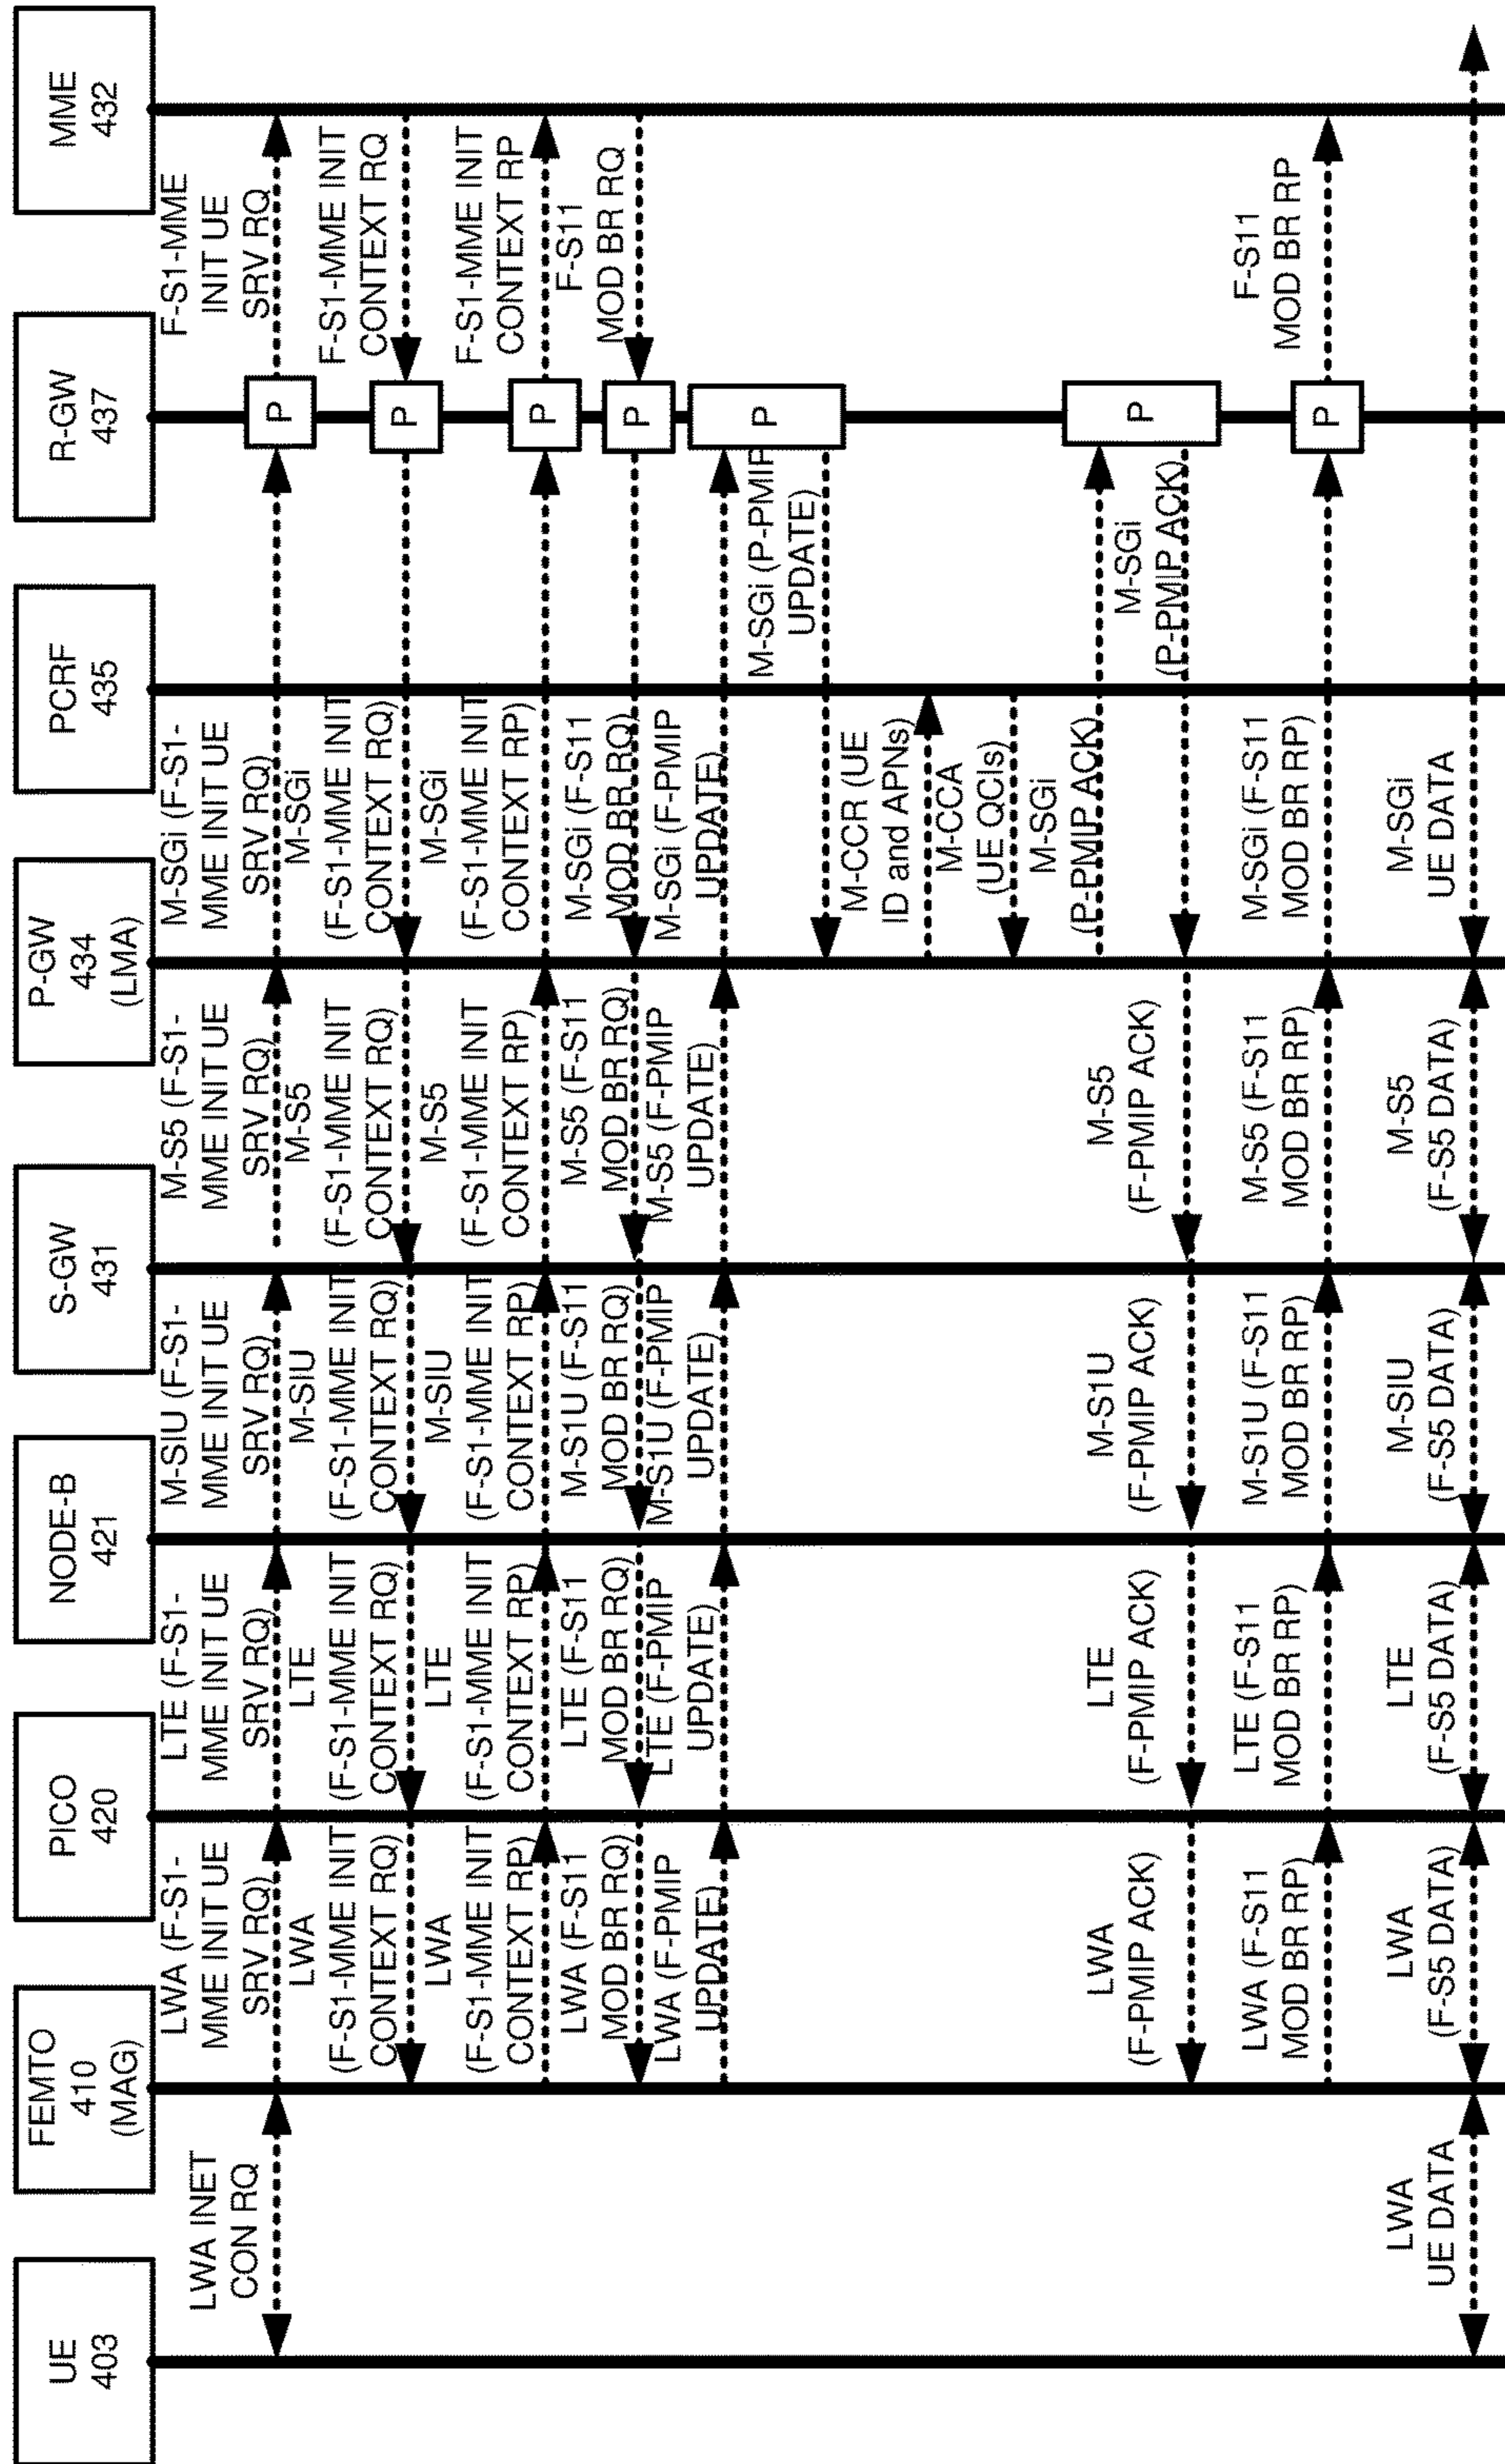 UE
403
FEMTO
410
(MAG)
PICO
420
NODE-B
421
S-GW
431
P-GW
434
(LMA)
PCRF
435
R-GW
437
MME
432
LWA INET
CON RQ
LWA (F-S1-
MME INIT UE
SRV RQ)
LTE (F-S1-
MME INIT UE
SRV RQ)
M-SIU (F-S1-
MME INIT UE
SRV RQ)
M-S5 (F-S1-
MME INIT UE
SRV RQ)
M-SGi (F-S1-
MME INIT UE
SRV RQ)
P
F-S1-MME
INIT UE
SRV RQ
LWA
(F-S1-MME INIT
CONTEXT RQ)
LTE
(F-S1-MME INIT
CONTEXT RQ)
M-SIU
(F-S1-MME INIT
CONTEXT RQ)
M-S5
(F-S1-MME INIT
CONTEXT RQ)
M-SGi
(F-S1-MME INIT
CONTEXT RQ)
P
F-S1-MME INIT
CONTEXT RQ
LWA
(F-S1-MME INIT
CONTEXT RP)
LTE
(F-S1-MME INIT
CONTEXT RP)
M-SIU
(F-S1-MME INIT
CONTEXT RP)
M-S5
(F-S1-MME INIT
CONTEXT RP)
M-SGi
(F-S1-MME INIT
CONTEXT RP)
P
F-S1-MME INIT
CONTEXT RP
LWA (F-S11
MOD BR RQ)
LTE (F-S11
MOD BR RQ)
M-S1U (F-S11
MOD BR RQ)
M-S5 (F-S11
MOD BR RQ)
M-SGi (F-S11
MOD BR RQ)
P
F-S11
MOD BR RQ
LWA (F-PMIP
UPDATE)
LTE (F-PMIP
UPDATE)
M-S1U (F-PMIP
UPDATE)
M-S5 (F-PMIP
UPDATE)
M-SGi (F-PMIP
UPDATE)
P
M-SGi (P-PMIP
UPDATE)
M-CCR (UE
ID and APNs)
M-CCA
(UE QCIs)
M-SGi
(P-PMIP ACK)
P
M-SGi
(P-PMIP ACK)
LWA
(F-PMIP ACK)
LTE
(F-PMIP ACK)
M-S1U
(F-PMIP ACK)
M-S5
(F-PMIP ACK)
LWA (F-S11
MOD BR RP)
LTE (F-S11
MOD BR RP)
M-S1U (F-S11
MOD BR RP)
M-S5 (F-S11
MOD BR RP)
M-SGi (F-S11
MOD BR RP)
P
F-S11
MOD BR RP
LWA
UE DATA
LWA
(F-S5 DATA)
LTE
(F-S5 DATA)
M-SIU
(F-S5 DATA)
M-S5
(F-S5 DATA)
M-SGi
UE DATA